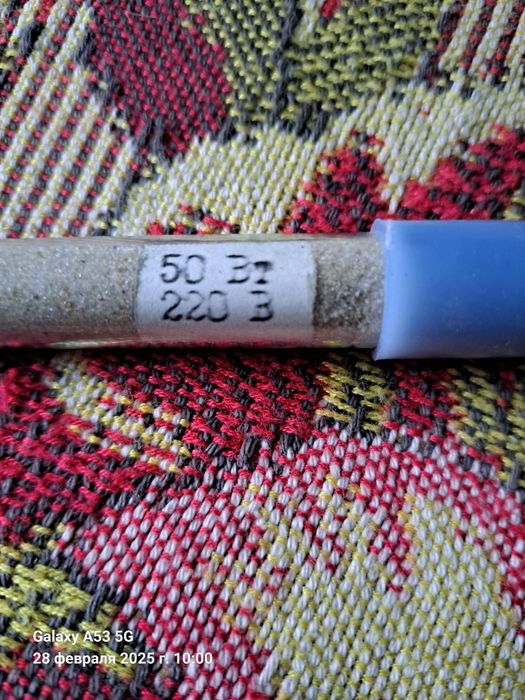 50 Вт
220 В
Galaxy A53 5G
28 февраля 2025 г. 10:00